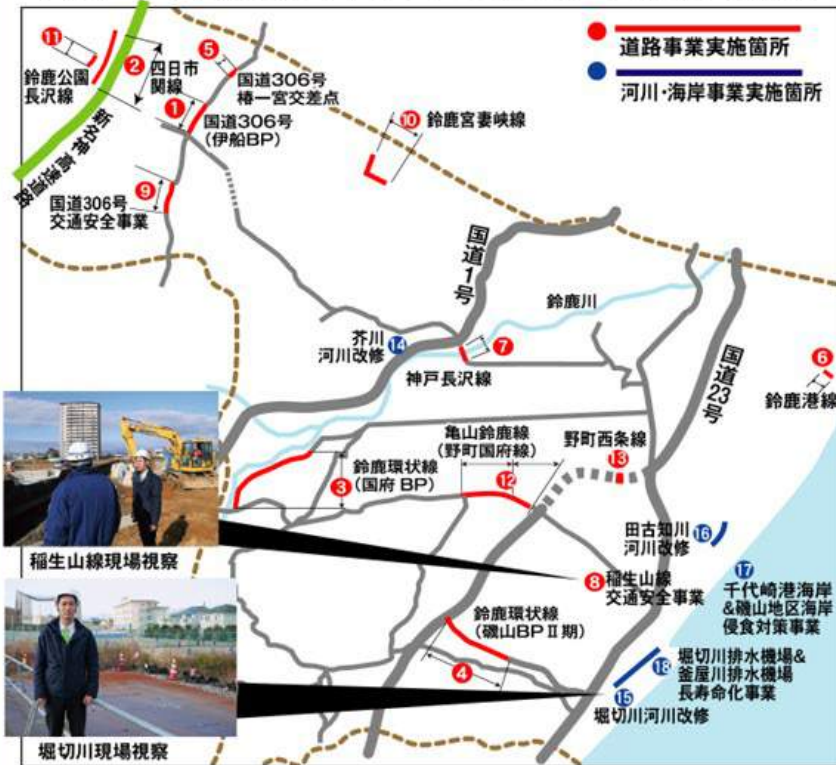 道路事業実施箇所
河川・海岸事業実施箇所
⑪
鈴鹿公園
長沢線
②
四日市
関線
⑤
国道306号
椿一宮交差点
①
国道306号
(伊船BP)
新名神高速道路
⑨
国道306号
交通安全事業
⑩
鈴鹿宮妻峡線
国道1号
鈴鹿川
芥川
河川改修
⑭
⑦
神戸長沢線
国道23号
⑥
鈴鹿港線
亀山鈴鹿線
(野町国府線)
⑫
野町西条線
⑬
③
鈴鹿環状線
(国府BP)
田古知川
河川改修
⑯
稲生山線現場視察
⑧
稲生山線
交通安全事業
⑰
千代崎港海岸
&磯山地区海岸
侵食対策事業
鈴鹿環状線
(磯山BPⅡ期)
④
⑱
堀切川排水機場&
釜屋川排水機場
長寿命化事業
⑮
堀切川河川改修
堀切川現場視察